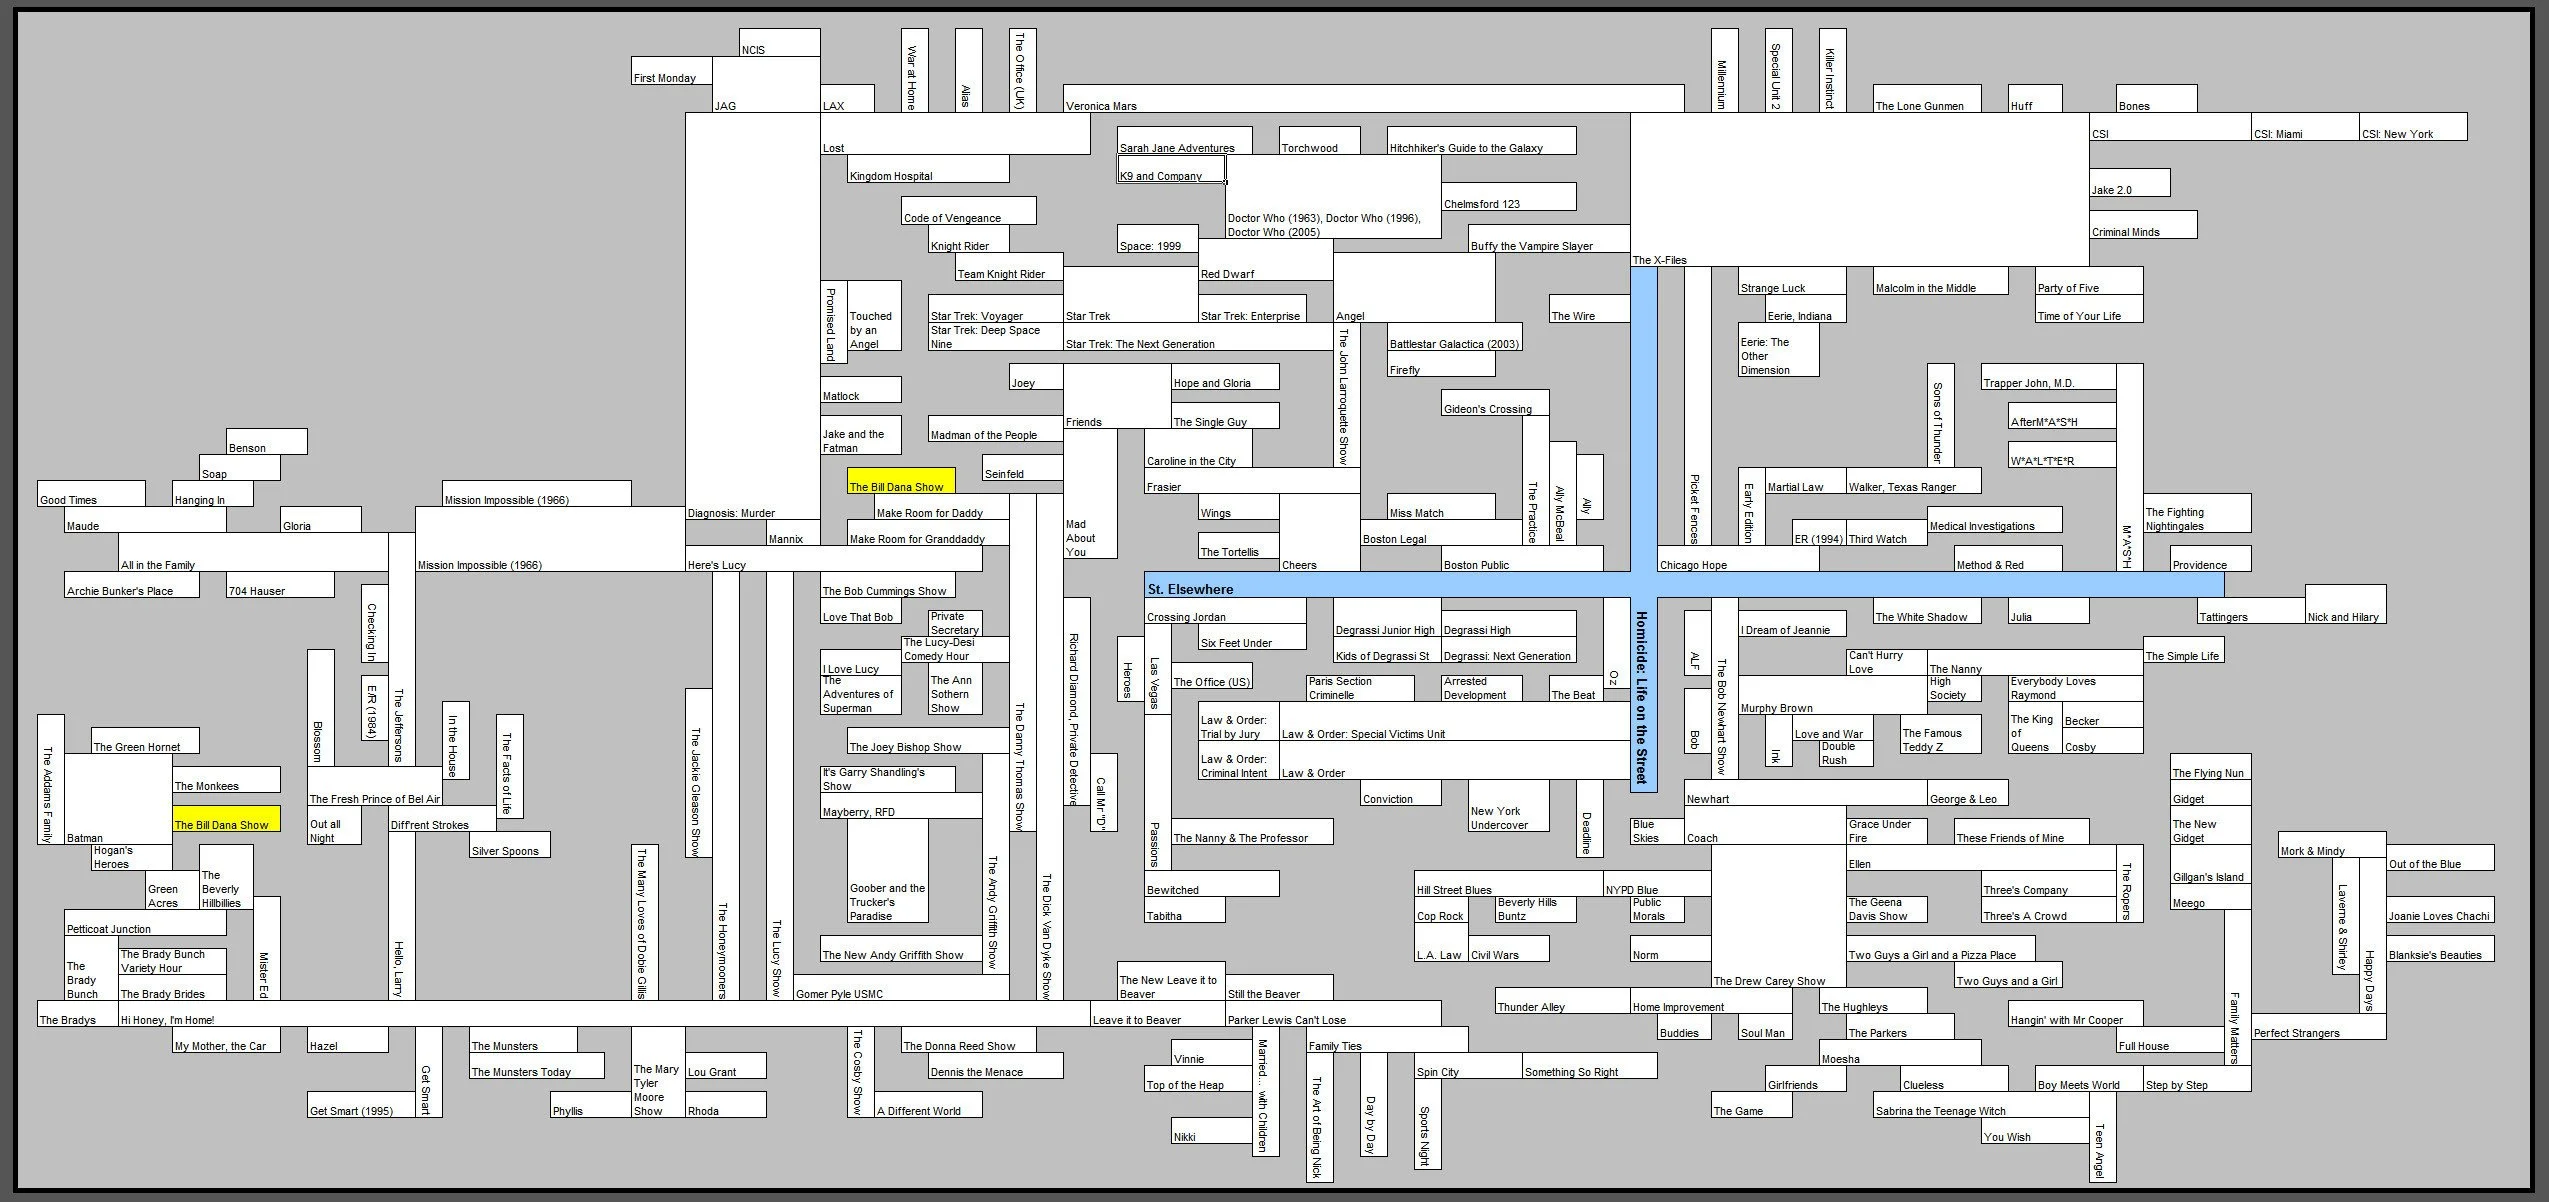 NCIS
First Monday
JAG
LAX
War at Home
Alias
The Office (UK)
Veronica Mars
Millennium
Special Unit 2
Killer Instinct
The Lone Gunmen
Huff
Bones
CSI
CSI: Miami
CSI: New York
Lost
Sarah Jane Adventures
Torchwood
Hitchhiker's Guide to the Galaxy
Kingdom Hospital
K9 and Company
Jake 2.0
Code of Vengeance
Doctor Who (1963), Doctor Who (1996),
Doctor Who (2005)
Chelmsford 123
Criminal Minds
Knight Rider
Space: 1999
Buffy the Vampire Slayer
Team Knight Rider
Red Dwarf
The X-Files
Promised Land
Touched
by an
Angel
Star Trek: Voyager
Star Trek
Star Trek: Enterprise
Angel
The Wire
Strange Luck
Malcolm in the Middle
Party of Five
Eerie, Indiana
Time of Your Life
Star Trek: Deep Space
Nine
Star Trek: The Next Generation
The John Larroquette Show
Battlestar Galactica (2003)
Firefly
Eerie: The
Other
Dimension
Matlock
Joey
Friends
Hope and Gloria
The Single Guy
Gideon's Crossing
Picket Fences
Sons of Thunder
Trapper John, M.D.
AfterM*A*S*H
W*A*L*T*E*R
M*A*S*H
Jake and the
Fatman
Madman of the People
Benson
Soap
Good Times
Hanging In
Mission Impossible (1966)
The Bill Dana Show
Seinfeld
Caroline in the City
Frasier
The Practice
Ally McBeal
Ally
Early Edition
Martial Law
Walker, Texas Ranger
Maude
Gloria
Diagnosis: Murder
Make Room for Daddy
Mad
About
You
Wings
Miss Match
Medical Investigations
The Fighting
Nightingales
Mannix
Make Room for Granddaddy
The Tortellis
Boston Legal
ER (1994)
Third Watch
All in the Family
Mission Impossible (1966)
Here's Lucy
Cheers
Boston Public
Chicago Hope
Method & Red
Providence
Archie Bunker's Place
704 Hauser
The Bob Cummings Show
St. Elsewhere
Homicide: Life on the Street
Checking In
Love That Bob
Private
Secretary
Crossing Jordan
Degrassi Junior High
Degrassi High
I Dream of Jeannie
The White Shadow
Julia
Tattingers
Nick and Hilary
The Lucy-Desi
Comedy Hour
Six Feet Under
Kids of Degrassi St
Degrassi: Next Generation
Oz
ALF
The Bob Newhart Show
I Love Lucy
The
Adventures of
Superman
The Ann
Sothern
Show
Richard Diamond, Private Detective
Heroes
Las Vegas
The Office (US)
Paris Section
Criminelle
Arrested
Development
The Beat
Can't Hurry
Love
The Nanny
The Simple Life
High
Society
Everybody Loves
Raymond
E/R (1984)
The Jeffersons
Blossom
In the House
The Facts of Life
The Jackie Gleason Show
Law & Order:
Trial by Jury
Law & Order: Special Victims Unit
Bob
Murphy Brown
Ink
Love and War
Double
Rush
The Famous
Teddy Z
The King
of
Queens
Becker
Cosby
The Addams Family
The Green Hornet
The Joey Bishop Show
The Danny Thomas Show
Call Mr "D"
Law & Order:
Criminal Intent
Law & Order
The Monkees
Batman
The Bill Dana Show
The Fresh Prince of Bel Air
It's Garry Shandling's
Show
Mayberry, RFD
Conviction
New York
Undercover
Deadline
Newhart
George & Leo
The Flying Nun
Gidget
The New
Gidget
Out all
Night
Diff'rent Strokes
Silver Spoons
Passions
The Nanny & The Professor
Blue
Skies
Coach
Grace Under
Fire
These Friends of Mine
Hogan's
Heroes
The
Beverly
Hillbillies
Green
Acres
Goober and the
Trucker's
Paradise
The Andy Griffith Show
The Dick Van Dyke Show
Bewitched
Tabitha
Hill Street Blues
NYPD Blue
Ellen
Three's Company
Three's A Crowd
The Ropers
Gillgan's Island
Meego
Mork & Mindy
Out of the Blue
Laverne & Shirley
Happy Days
Joanie Loves Chachi
Blanksie's Beauties
Petticoat Junction
Mister Ed
Hello, Larry
The Many Loves of Dobie Gillis
The Honeymooners
The Lucy Show
Cop Rock
Beverly Hills
Buntz
Public
Morals
The Geena
Davis Show
The
Brady
Bunch
The Brady Bunch
Variety Hour
The Brady Brides
The New Andy Griffith Show
L.A. Law
Civil Wars
Norm
The Drew Carey Show
Two Guys a Girl and a Pizza Place
Two Guys and a Girl
Gomer Pyle USMC
The New Leave it to
Beaver
Still the Beaver
Thunder Alley
Home Improvement
The Hughleys
Family Matters
The Bradys
Hi Honey, I'm Home!
Leave it to Beaver
Parker Lewis Can't Lose
Buddies
Soul Man
The Parkers
Hangin' with Mr Cooper
Perfect Strangers
My Mother, the Car
Hazel
Get Smart
The Munsters
The Cosby Show
The Donna Reed Show
Family Ties
Full House
The Munsters Today
The Mary
Tyler
Moore
Show
Lou Grant
Dennis the Menace
Vinnie
Married... with Children
Moesha
Top of the Heap
The Art of Being Nick
Day by Day
Spin City
Something So Right
Girlfriends
Clueless
Boy Meets World
Step by Step
Get Smart (1995)
Phyllis
Rhoda
A Different World
Sports Night
The Game
Sabrina the Teenage Witch
Nikki
You Wish
Teen Angel